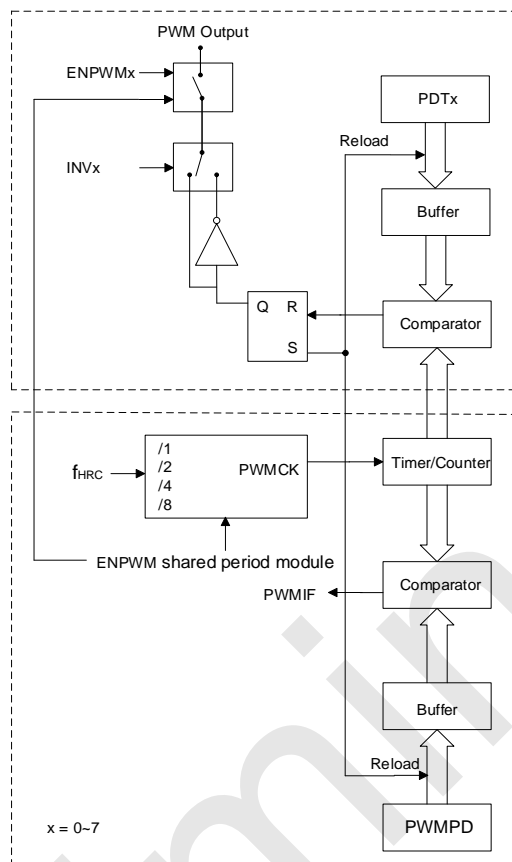 PWM Output
ENPWMx
PDTx
Reload
INVx
Buffer
Q R
S
Comparator
/1
/2
/4
/8
fHRC
PWMCK
Timer/Counter
ENPWM shared period module
Comparator
PWMIF
Buffer
Reload
x = 0~7
PWMPD